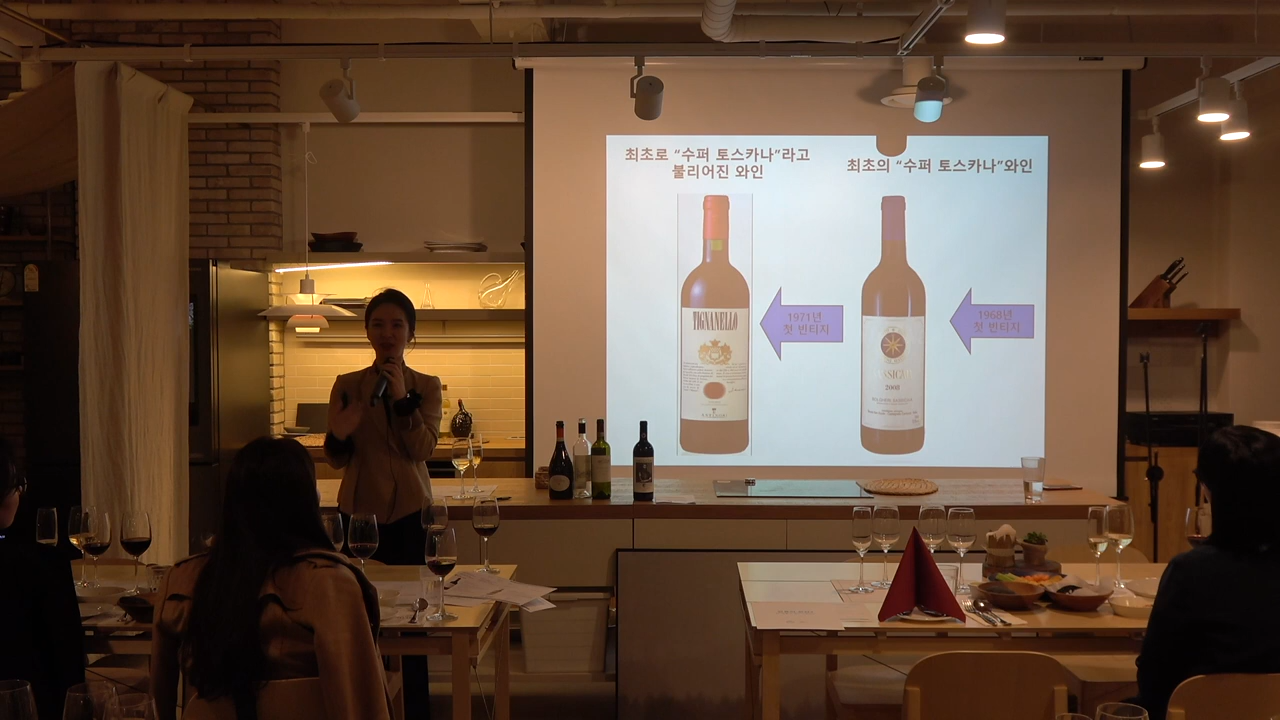 최초로 “수퍼 토스카나”라고
불리어진 와인
최초의 “수퍼 토스카나”와인
TIGNANELLO
1971년
첫 빈티지
1968년
첫 빈티지
2000